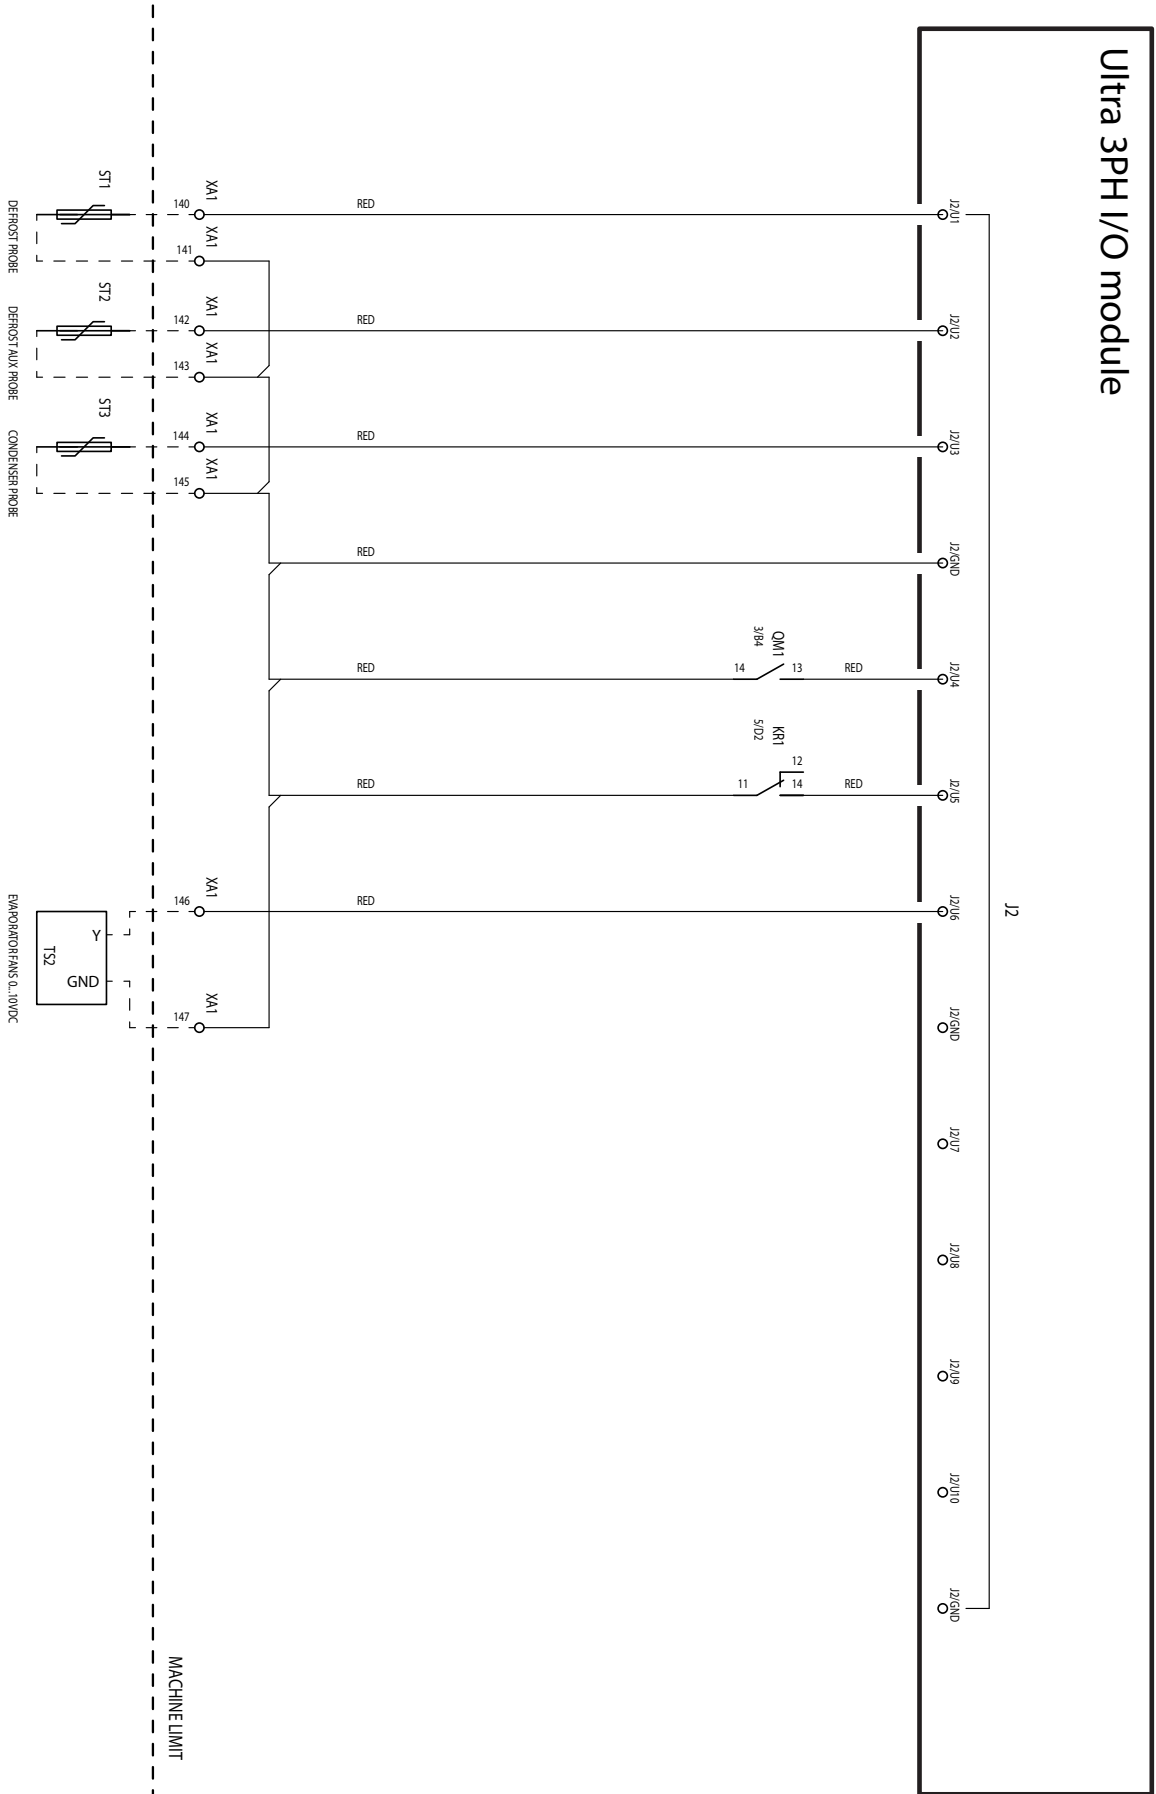 Ultra 3PH I/O module
J2
J2/U1
J2/U2
J2/U3
J2/GND
J2/U4
J2/U5
J2/U6
J2/GND
J2/U7
J2/U8
J2/U9
J2/U10
J2/GND
RED
RED
RED
RED
QM1
3/B4
14
13
RED
RED
KR1
5/D2
12
11
14
RED
RED
RED
XA1
140
XA1
141
XA1
142
XA1
143
XA1
144
XA1
145
XA1
146
XA1
147
MACHINE LIMIT
ST1
DEFROST PROBE
ST2
DEFROST AUX PROBE
ST3
CONDENSER PROBE
Y
GND
TS2
EVAPORATOR FANS 0...10VDC